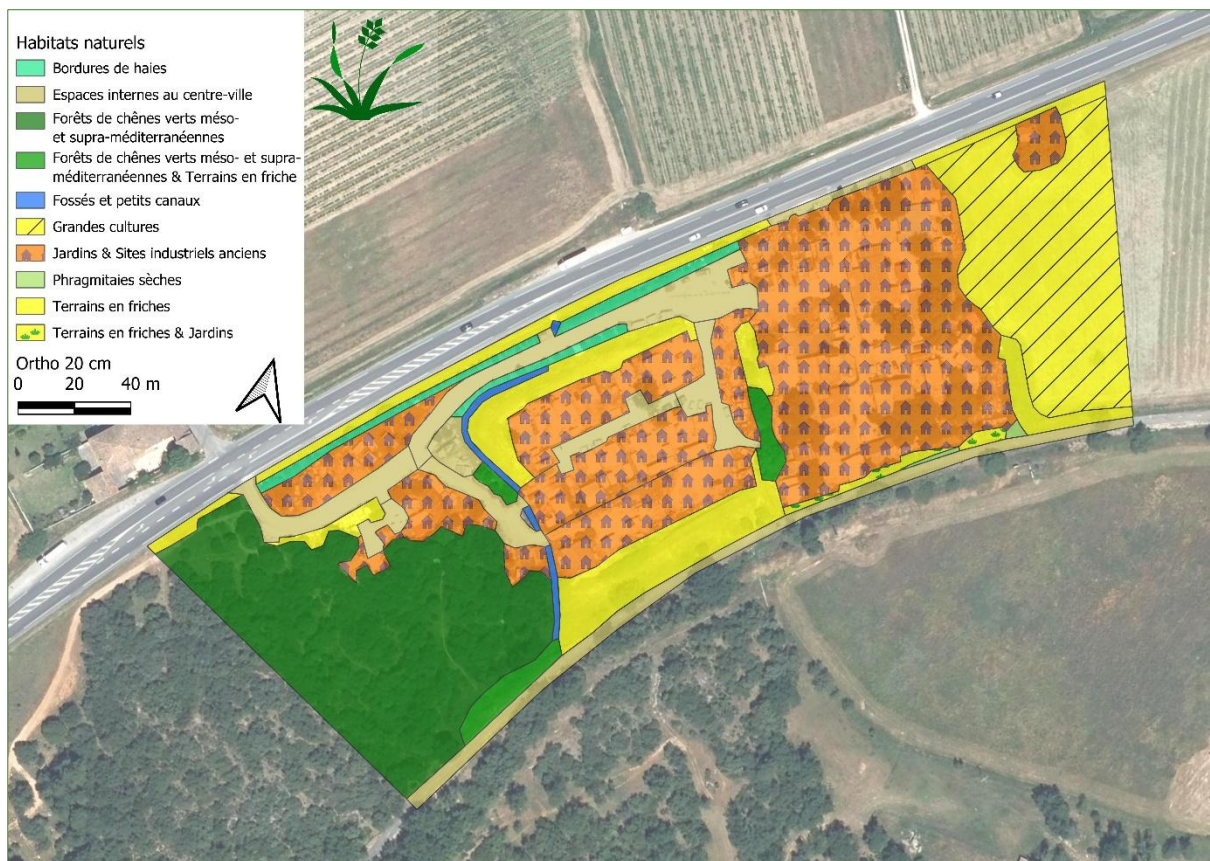 Habitats naturels
Bordures de haies
Espaces internes au centre-ville
Forêts de chênes verts méso-
et supra-méditerranéennes
Forêts de chênes verts méso- et supra-
méditerranéennes & Terrains en friche
Fossés et petits canaux
Grandes cultures
Jardins & Sites industriels anciens
Phragmitaies sèches
Terrains en friches
Terrains en friches & Jardins
Ortho 20 cm
0 20 40 m